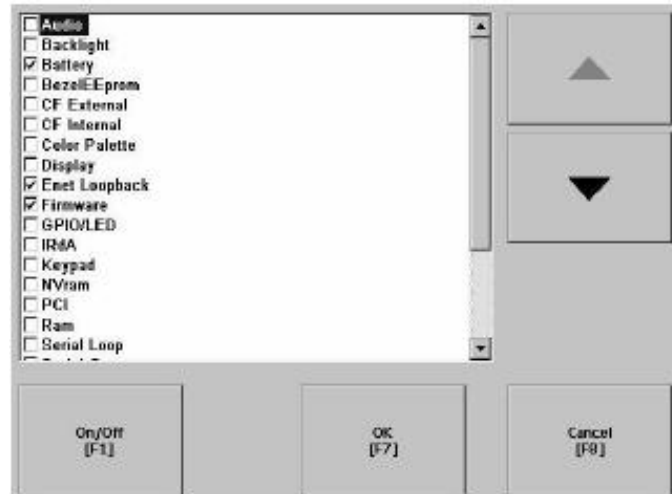 Audio
Backlight
Battery
BezelEEprom
CF External
CF Internal
Color Palette
Display
Enet Loopback
Firmware
GPIO/LED
IRdA
Keypad
NVram
PCI
Ram
Serial Loop
On/Off
[F1]
OK
[F7]
Cancel
[F8]